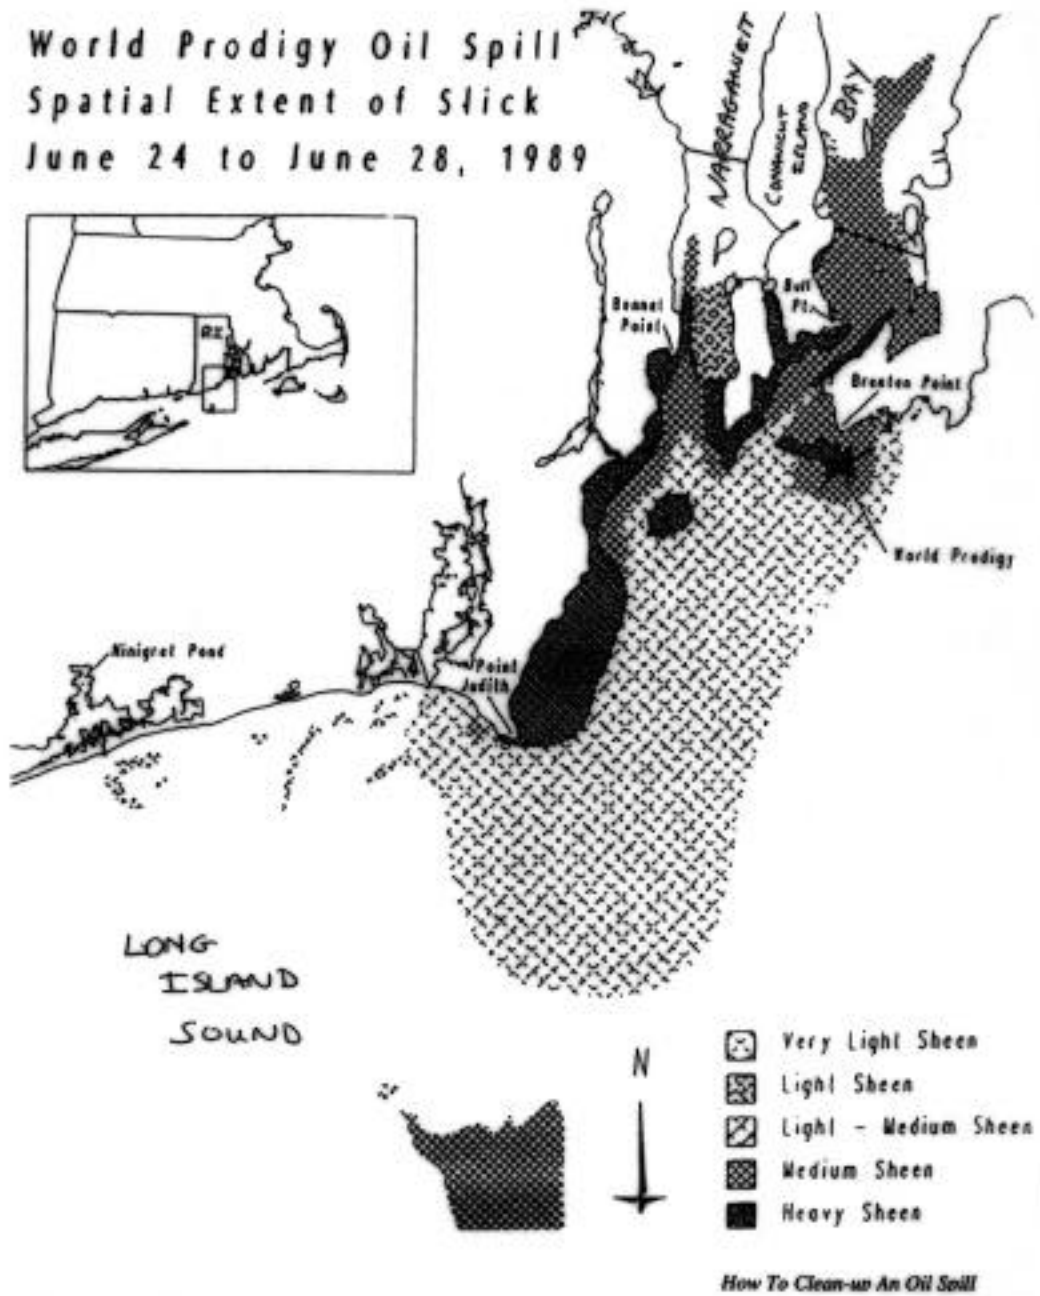 World Prodigy Oil Spill
Spatial Extent of Slick
June 24 to June 28, 1989
NARRAGANSETT
CONANICUT
ISLAND
BAY
R.I.
Bonnet
Point
Bull
Pt.
Brenton Point
World Prodigy
Ninigret Pond
Point
Judith
LONG
ISLAND
SOUND
N
Very Light Sheen
Light Sheen
Light - Medium Sheen
Medium Sheen
Heavy Sheen
How To Clean-up An Oil Spill